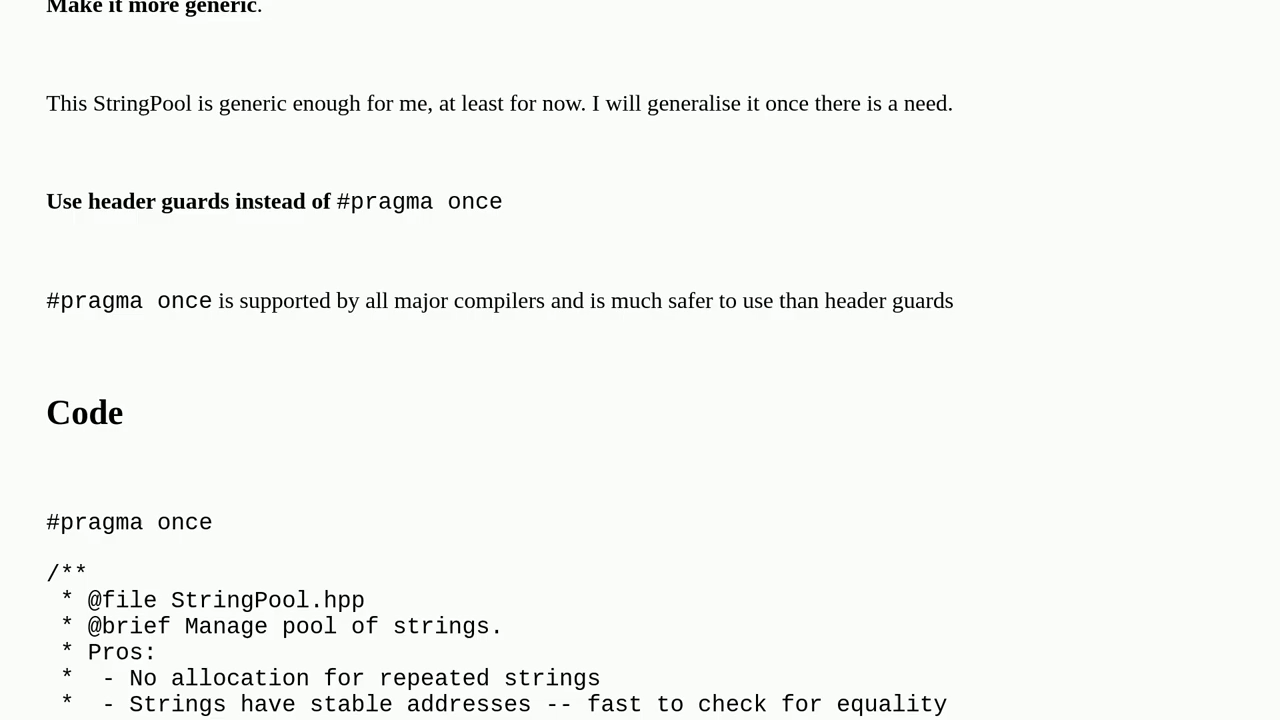 Make it more generic.
This StringPool is generic enough for me, at least for now. I will generalise it once there is a need.
Use header guards instead of #pragma once
#pragma once is supported by all major compilers and is much safer to use than header guards
Code
#pragma once
/**
 * @file StringPool.hpp
 * @brief Manage pool of strings.
 * Pros:
 *  - No allocation for repeated strings
 *  - Strings have stable addresses -- fast to check for equality